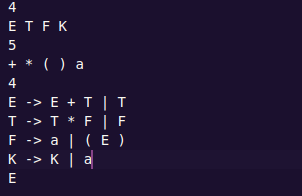 4
E T F K
5
+ * ( ) a
4
E -> E + T | T
T -> T * F | F
F -> a | ( E )
K -> K | a
E